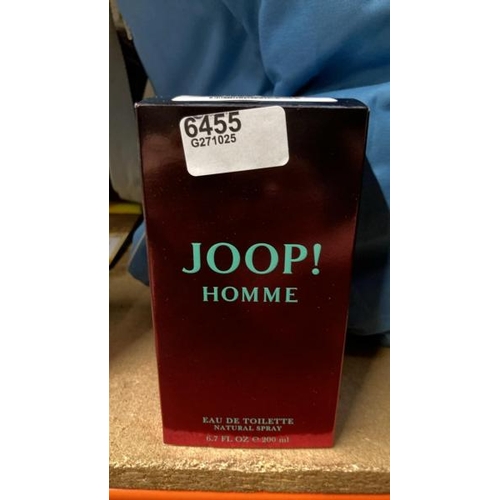 6455
G271025
JOOP!
HOMME
EAU DE TOILETTE
NATURAL SPRAY
6.7 FL OZ ℮ 200 ml